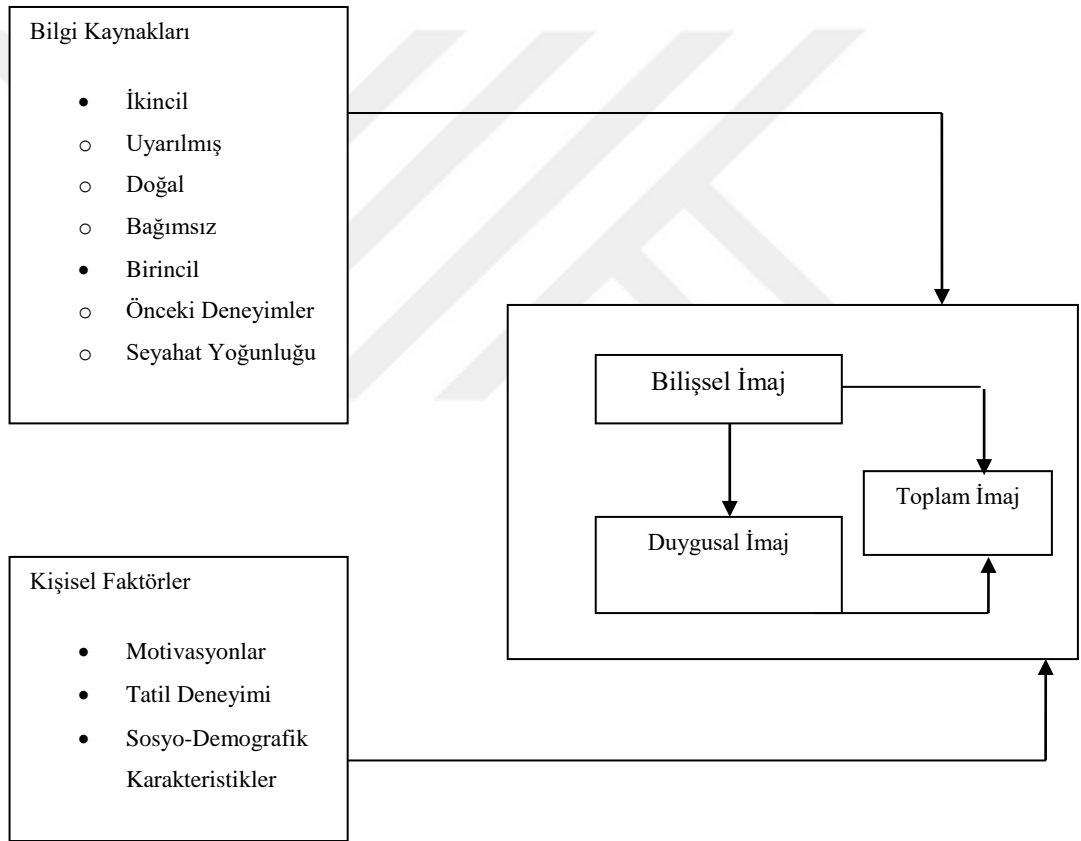 Bilgi Kaynakları
• İkincil
o Uyarılmış
o Doğal
o Bağımsız
• Birincil
o Önceki Deneyimler
o Seyahat Yoğunluğu
Bilişsel İmaj
Toplam İmaj
Duygusal İmaj
Kişisel Faktörler
• Motivasyonlar
• Tatil Deneyimi
• Sosyo-Demografik
Karakteristikler